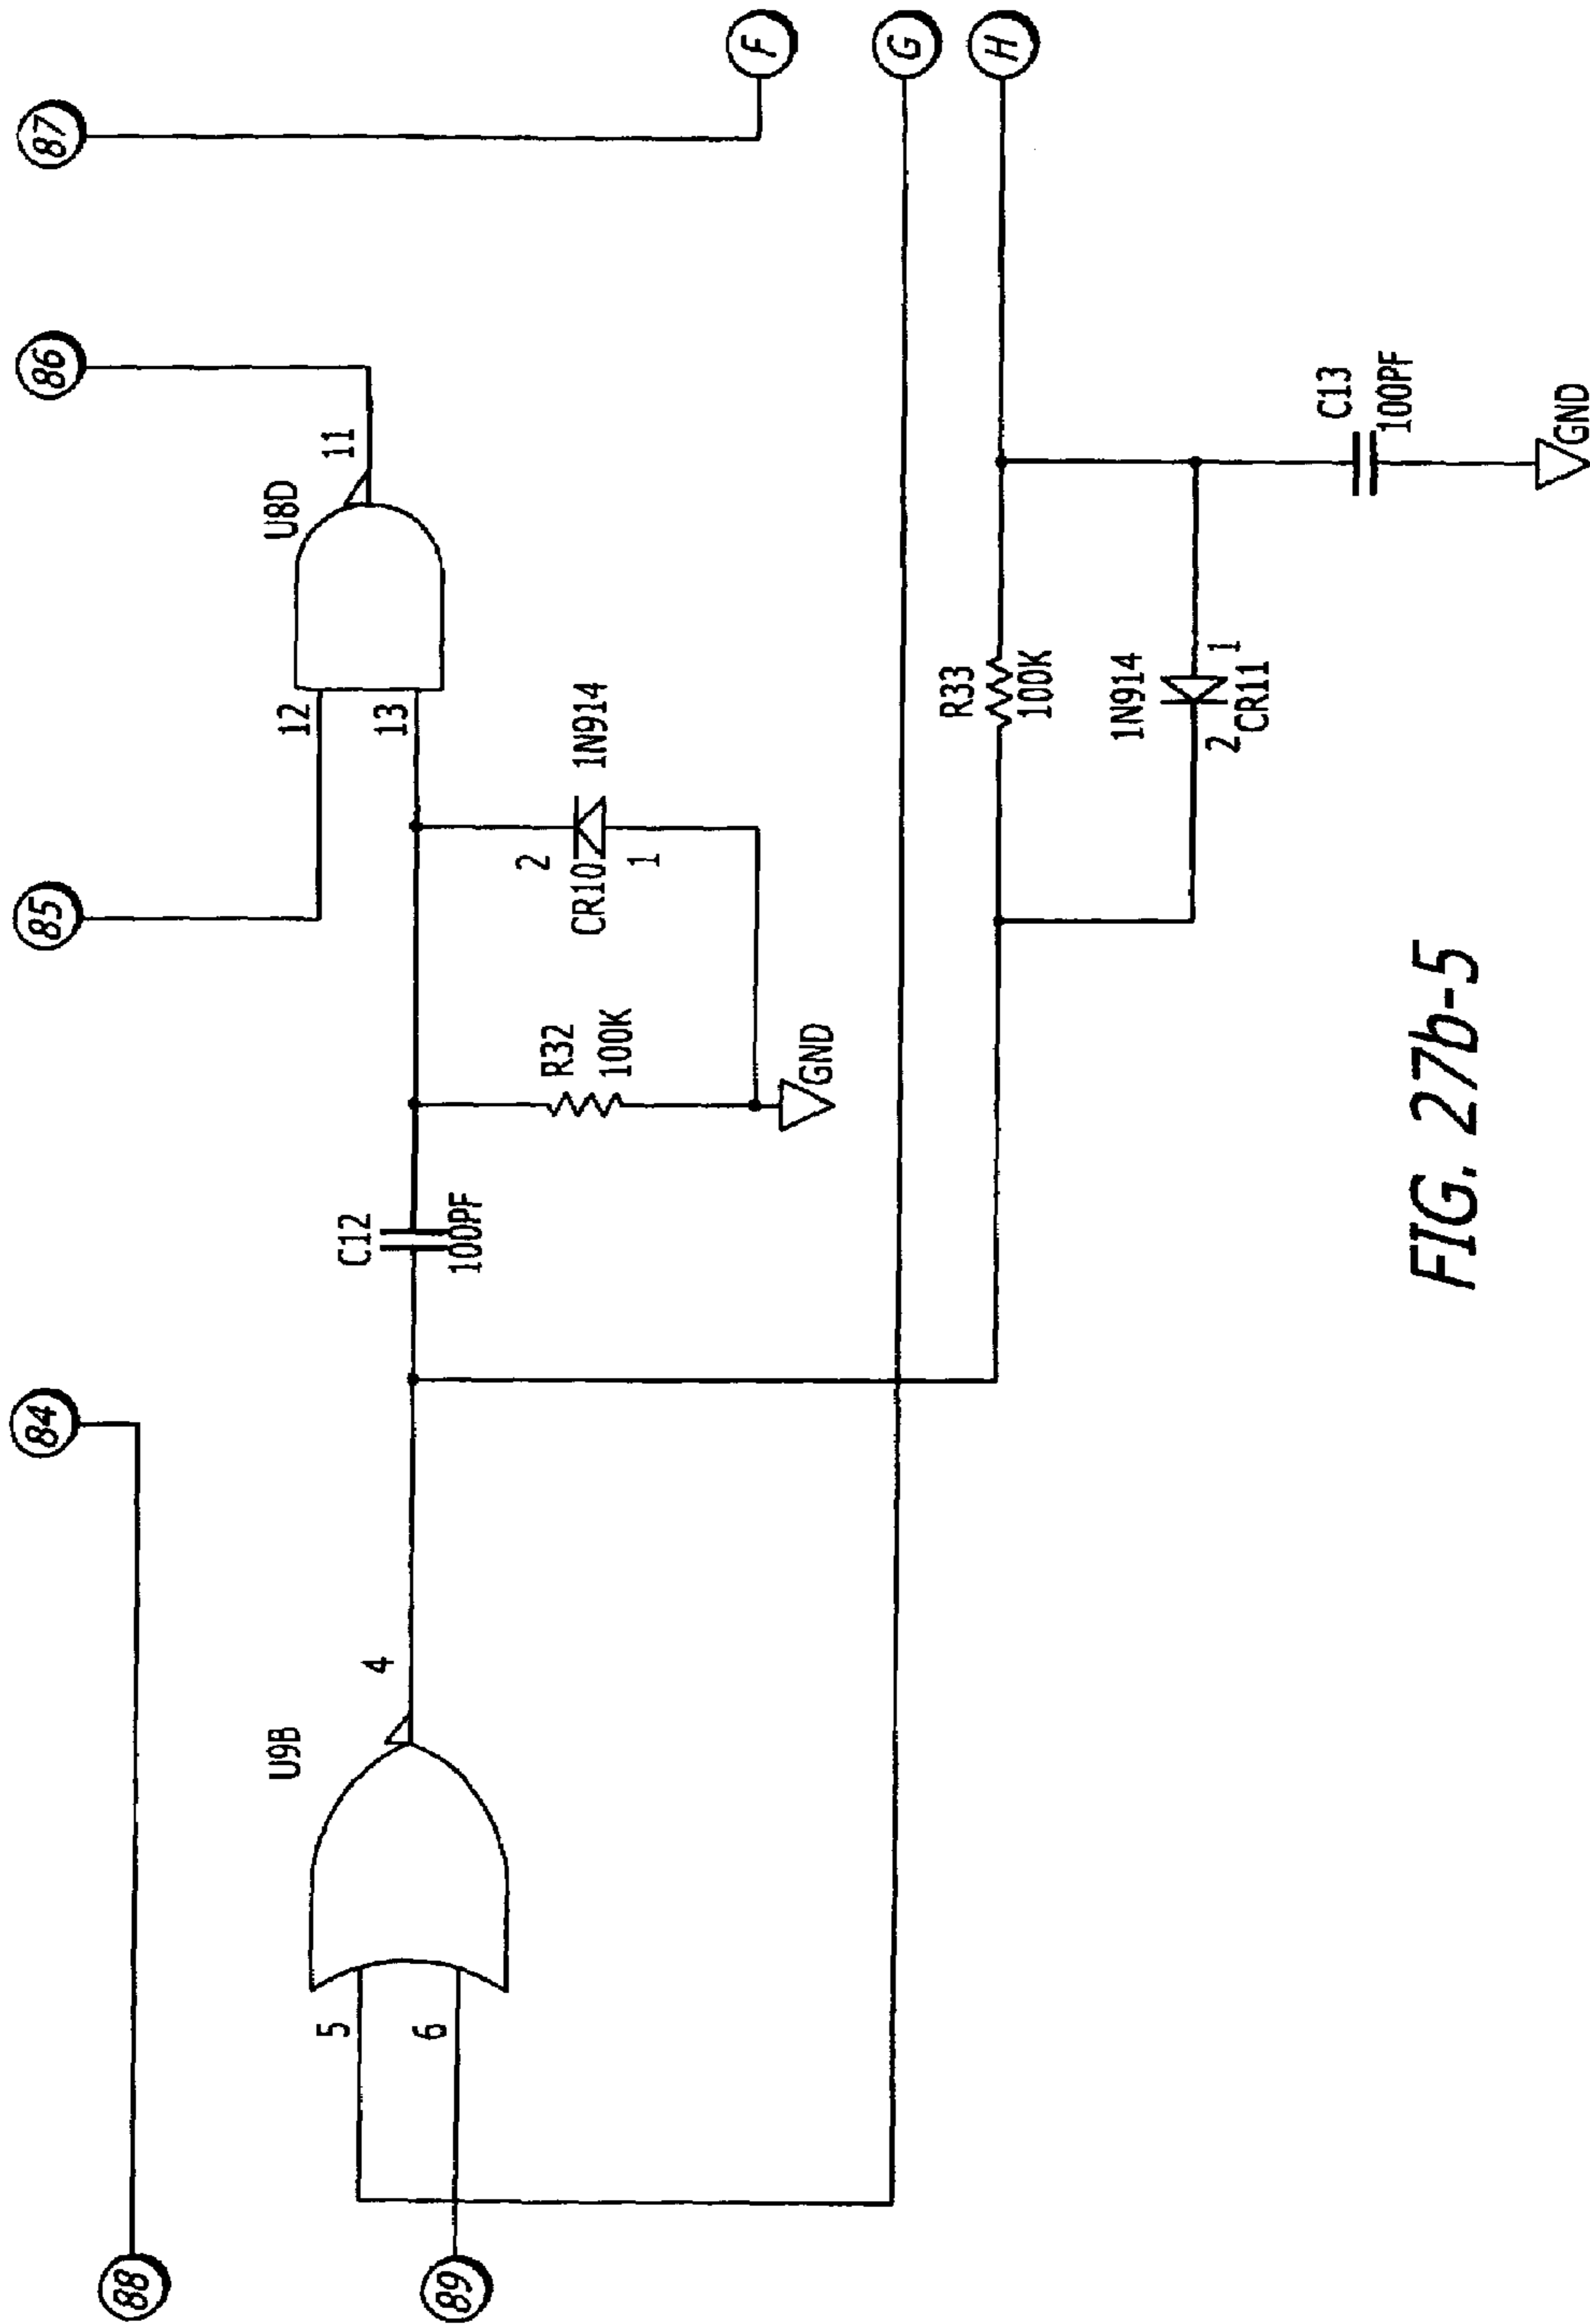 84
85
86
87
88
89
U9B
5
6
4
C12
100PF
R32
100K
GND
CR10
2
1
1N914
U8D
12
13
11
F
G
H
R33
100K
1N914
2
1
CR11
C13
100PF
GND
FIG. 27b-5